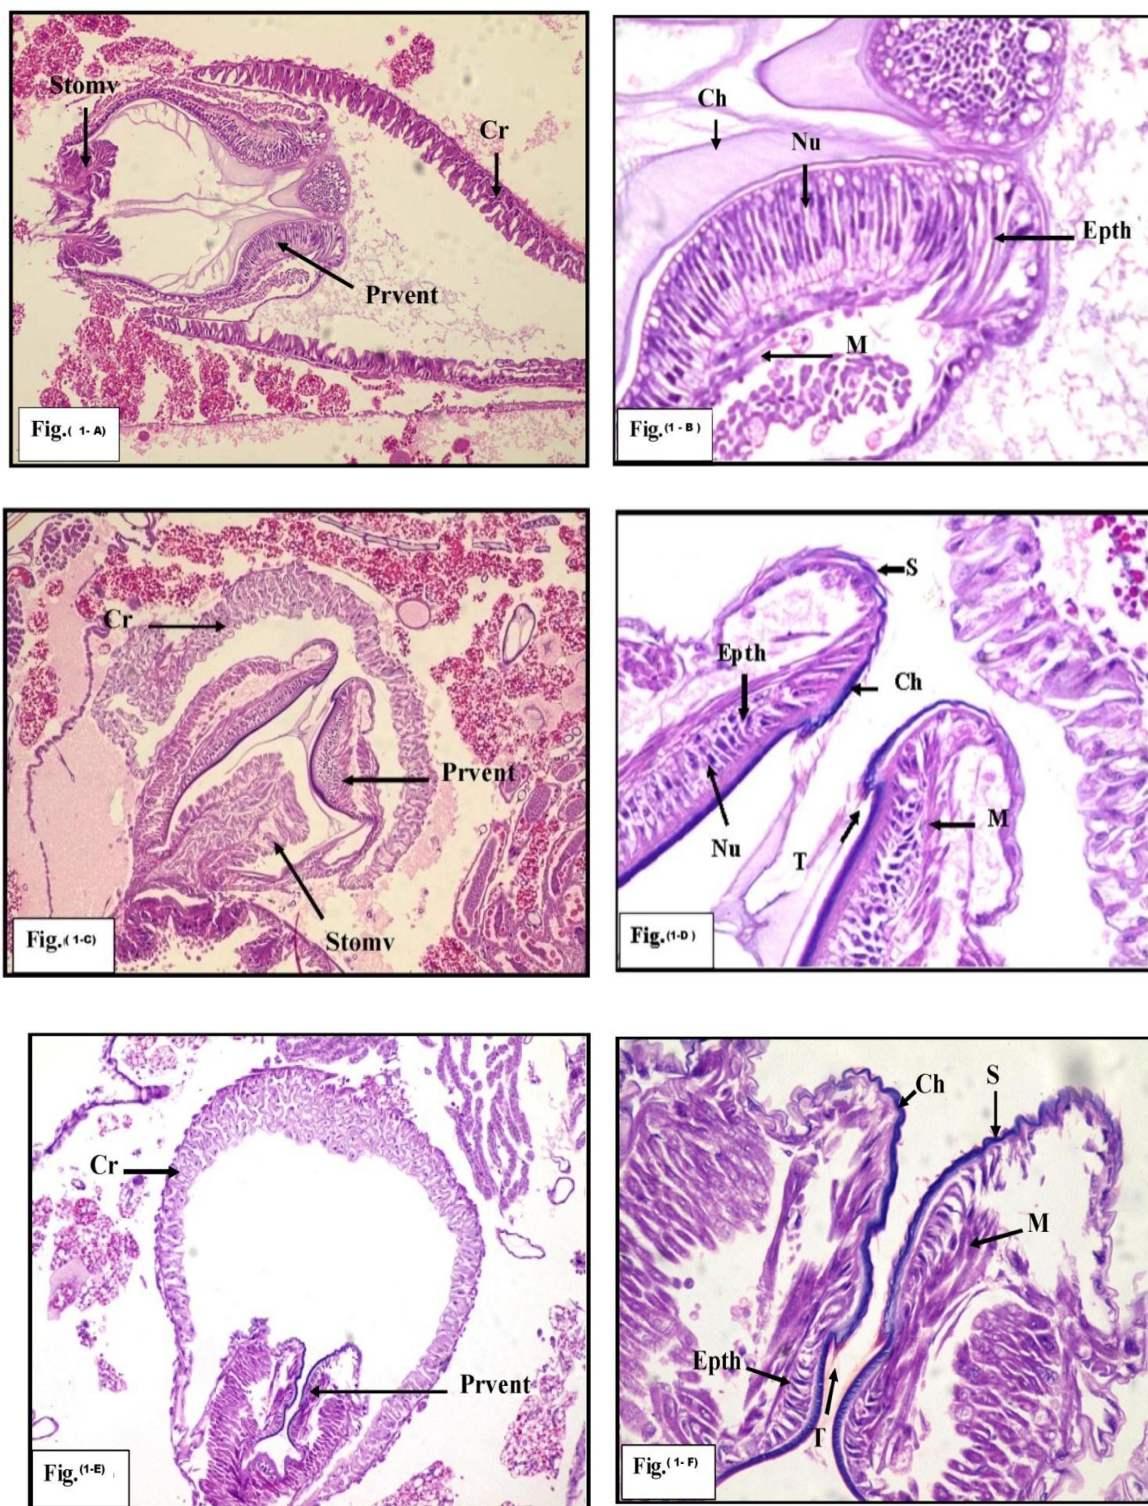 Stomv
Cr
Prvent
Fig.( 1- A)
Ch
Nu
Epth
M
Fig.(1 - B)
Cr
Prvent
Stomv
Fig.(( 1-C)
S
Epth
Ch
Nu
T
M
Fig.(1-D)
Cr
Prvent
Fig.(1-E)
Ch
S
M
Epth
T
Fig.(1- F)